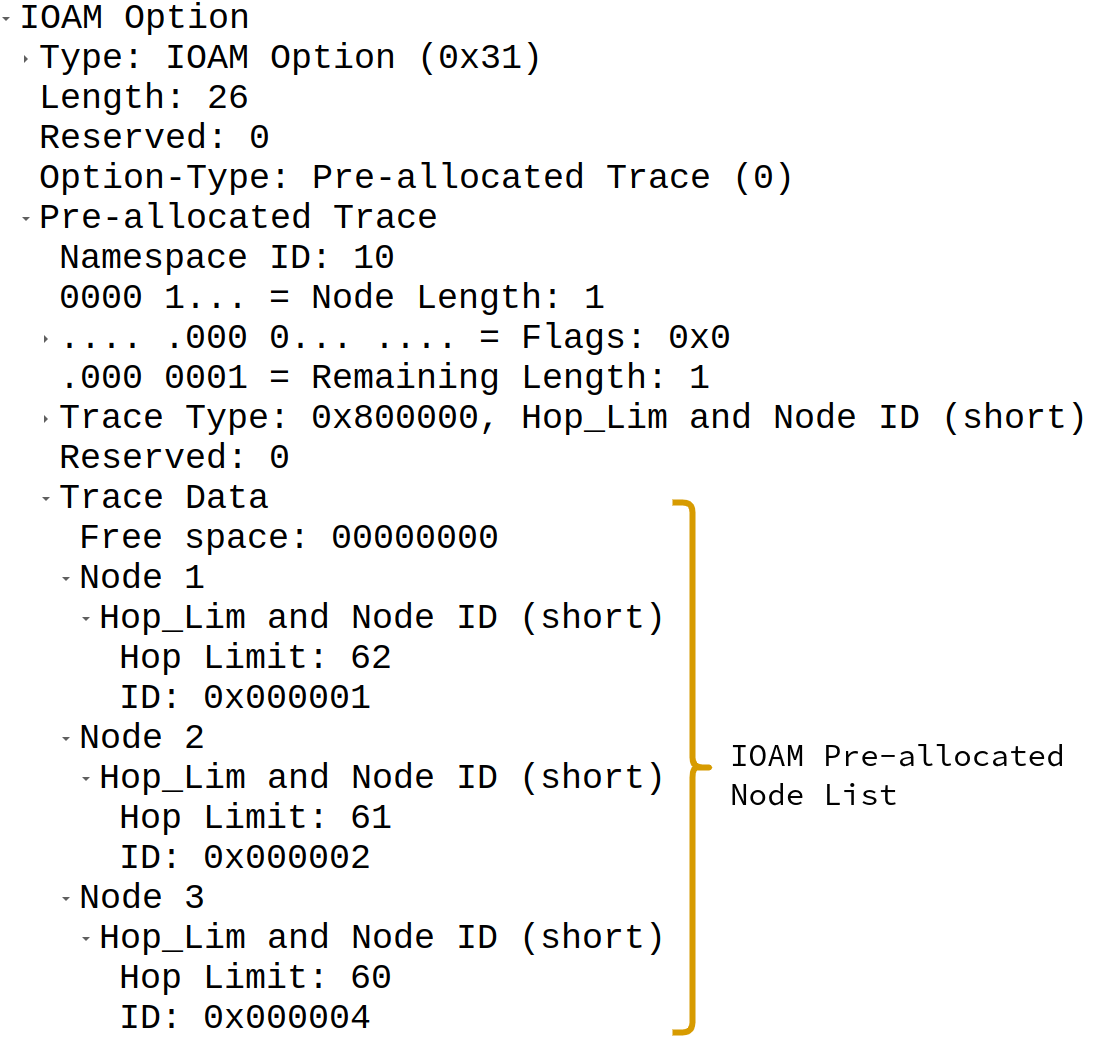 IOAM Option
Type: IOAM Option (0x31)
Length: 26
Reserved: 0
Option-Type: Pre-allocated Trace (0)
Pre-allocated Trace
Namespace ID: 10
0000 1... = Node Length: 1
.... .000 0... .... = Flags: 0x0
.000 0001 = Remaining Length: 1
Trace Type: 0x800000, Hop_Lim and Node ID (short)
Reserved: 0
Trace Data
Free space: 00000000
Node 1
Hop_Lim and Node ID (short)
Hop Limit: 62
ID: 0x000001
Node 2
Hop_Lim and Node ID (short)
Hop Limit: 61
ID: 0x000002
Node 3
Hop_Lim and Node ID (short)
Hop Limit: 60
ID: 0x000004
IOAM Pre-allocated
Node List